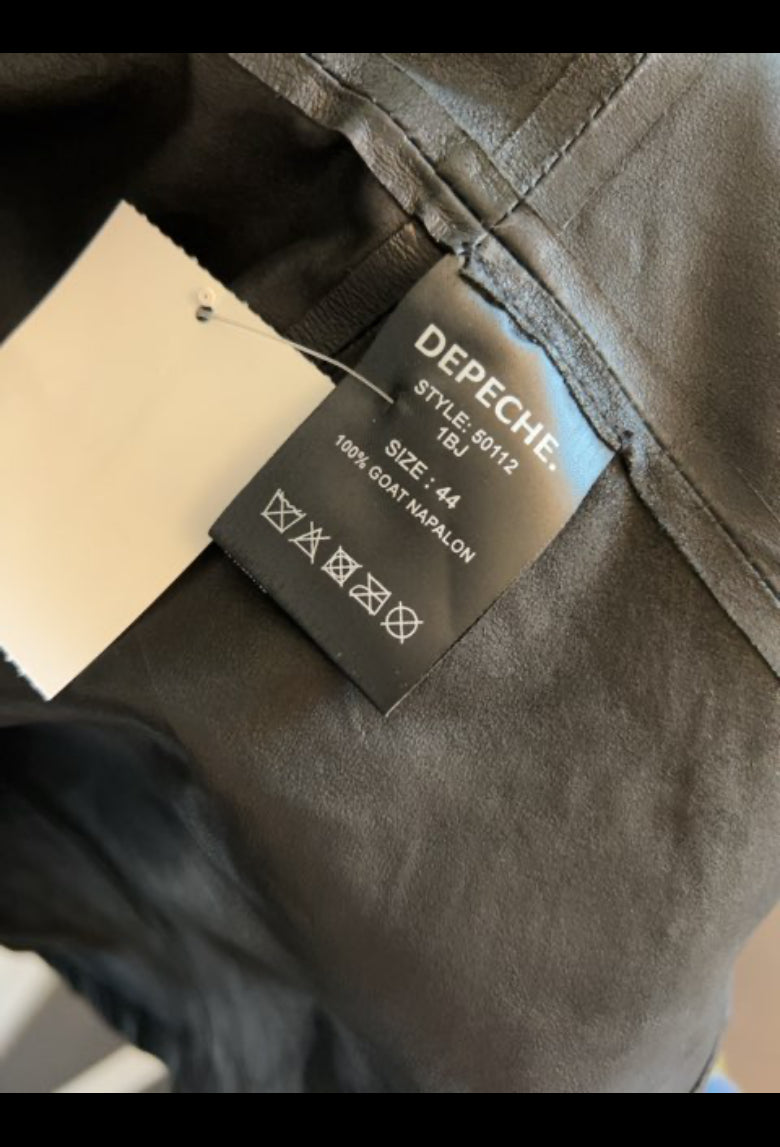 DEPECHE.
STYLE: 50112
1BJ
SIZE : 44
100% GOAT NAPALON